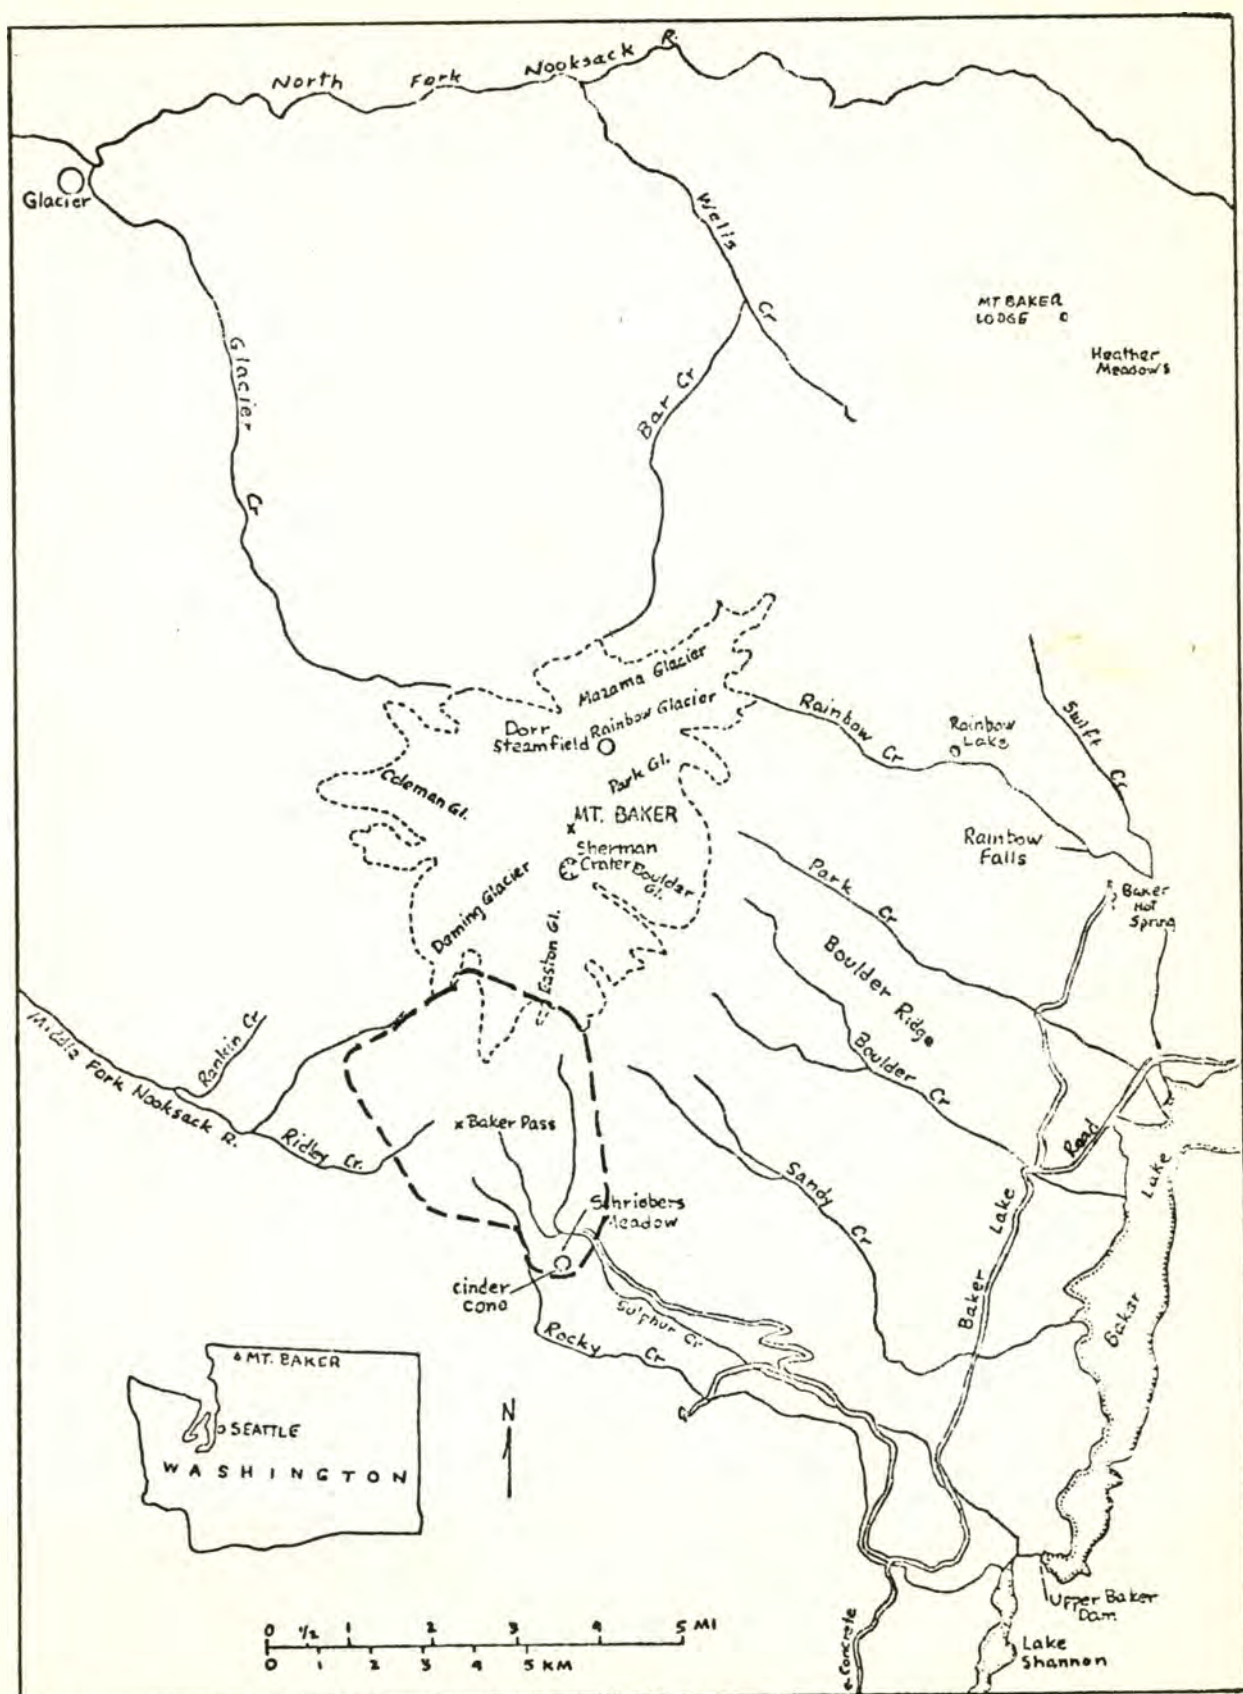 North Fork Nooksack R.
Glacier
Wells Cr
Glacier Cr
MT BAKER
LODGE
Heather
Meadows
Bar Cr
Mazama Glacier
Rainbow Glacier
Dorr
Steamfield
Rainbow Cr
Rainbow
Lake
Swift Cr
Coleman Gl.
Park Gl.
MT. BAKER
Sherman
Crater
Boulder
Gl.
Rainbow
Falls
Park Cr
Baker
Hot
Spring
Deming Glacier
Easton Gl.
Boulder Ridge
Boulder Cr
Middle Fork Nooksack R.
Rankin Cr
Ridley Cr.
Baker Pass
Sandy Cr
Baker Lake Road
Baker Lake
Schriebers
Meadow
cinder
cone
Sulphur Cr
Rocky Cr
MT. BAKER
SEATTLE
WASHINGTON
N
Upper Baker
Dam
Lake
Shannon
Concrete
0 1/2 1 2 3 4 5 MI
0 1 2 3 4 5 KM